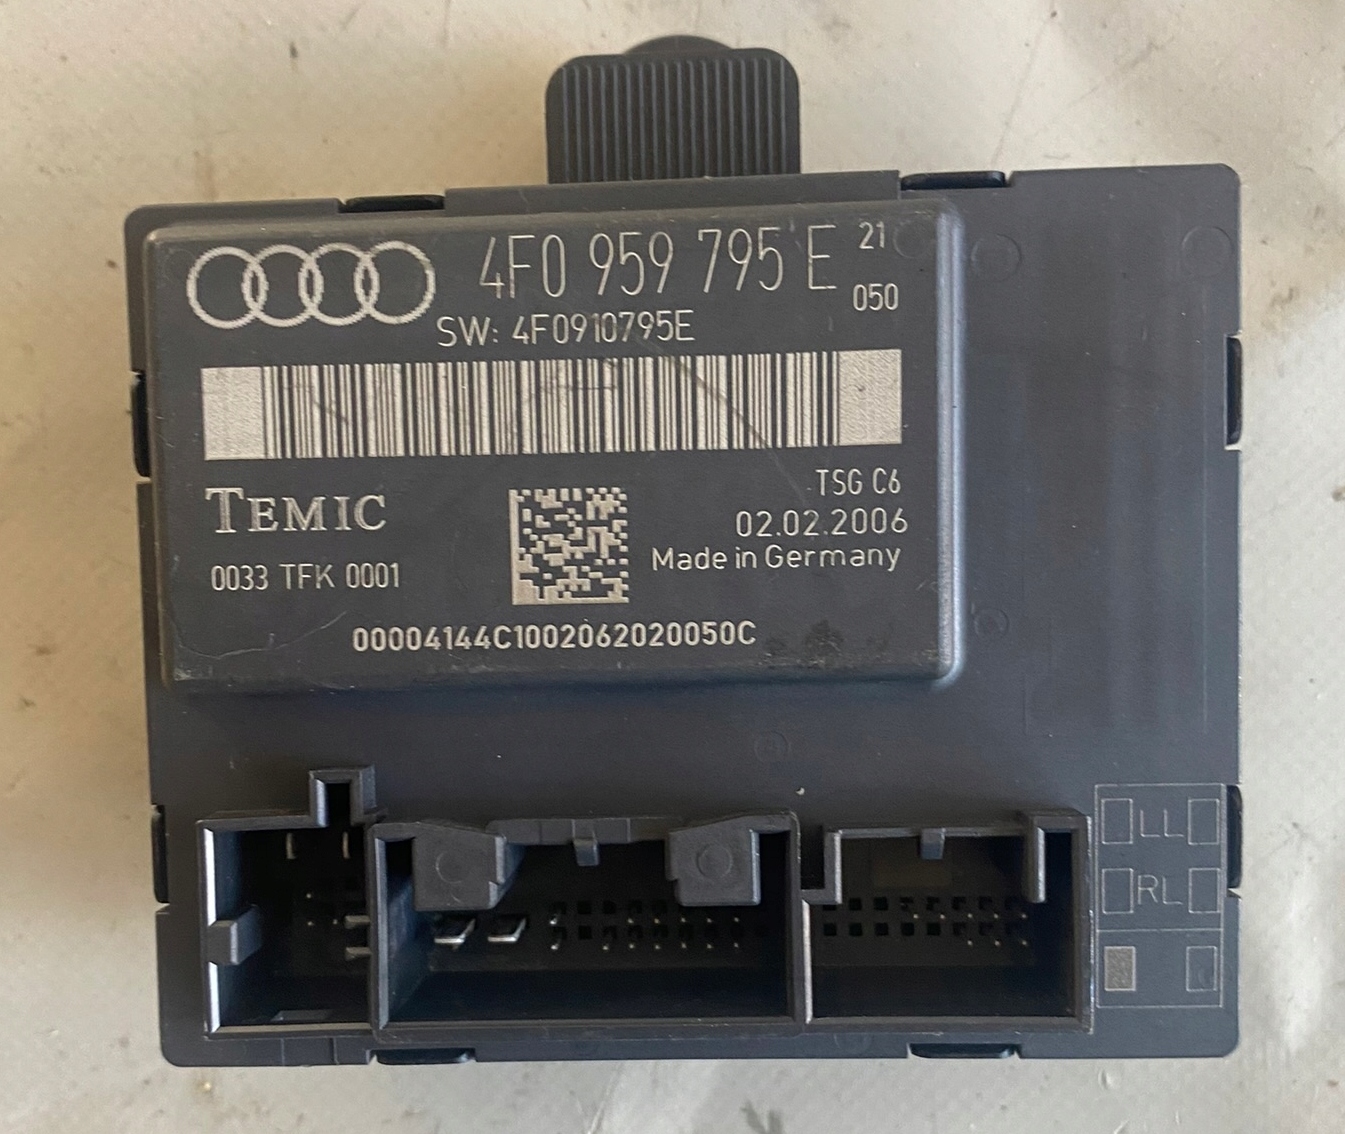 4F0 959 795 E 21
050
SW: 4F0910795E
TEMIC
TSG C6
02.02.2006
Made in Germany
0033 TFK 0001
00004144C1002062020050C
LL
RL